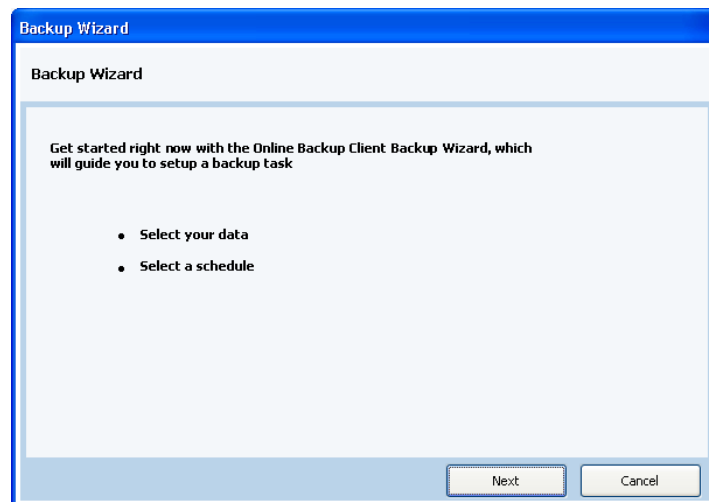 Backup Wizard
Backup Wizard
Get started right now with the Online Backup Client Backup Wizard, which
will guide you to setup a backup task
• Select your data
• Select a schedule
Next
Cancel